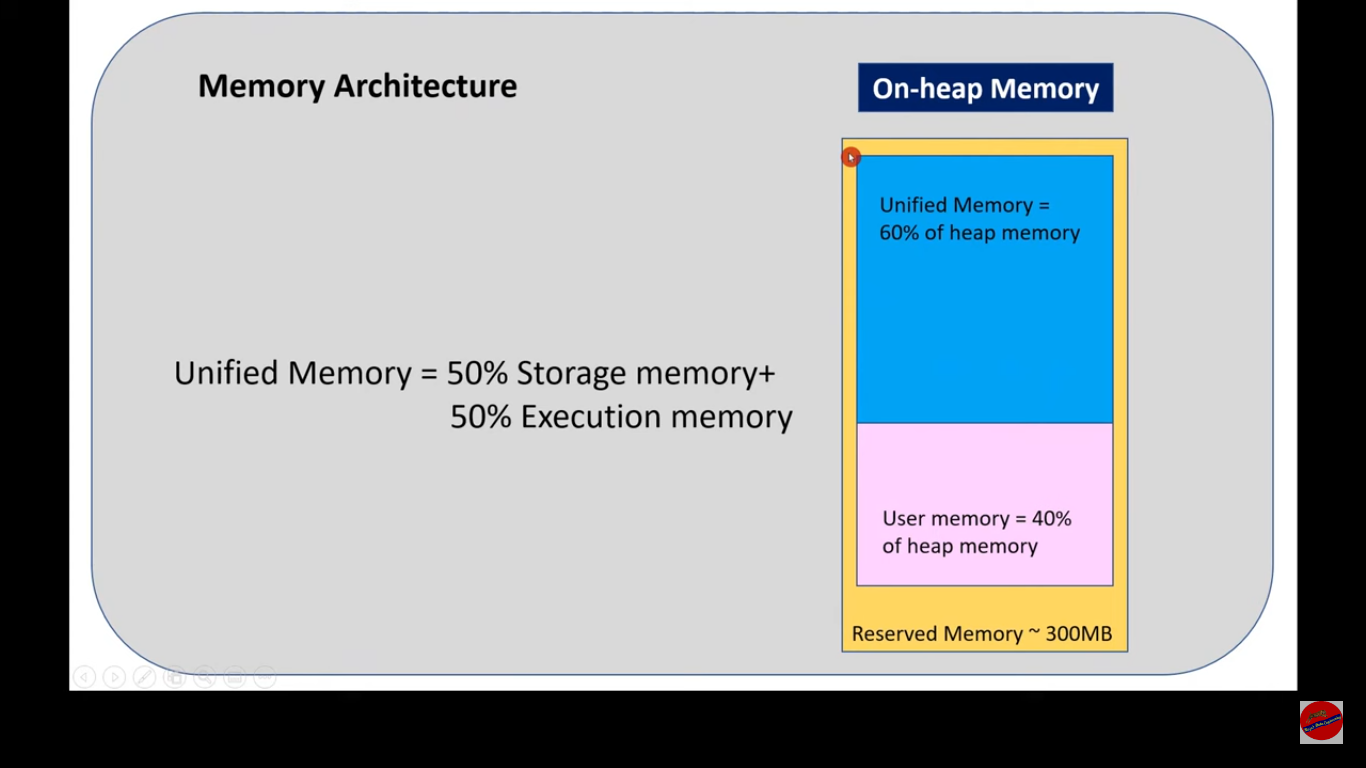 Memory Architecture
On-heap Memory
Unified Memory =
60% of heap memory
Unified Memory = 50% Storage memory+
50% Execution memory
User memory = 40%
of heap memory
Reserved Memory ~ 300MB